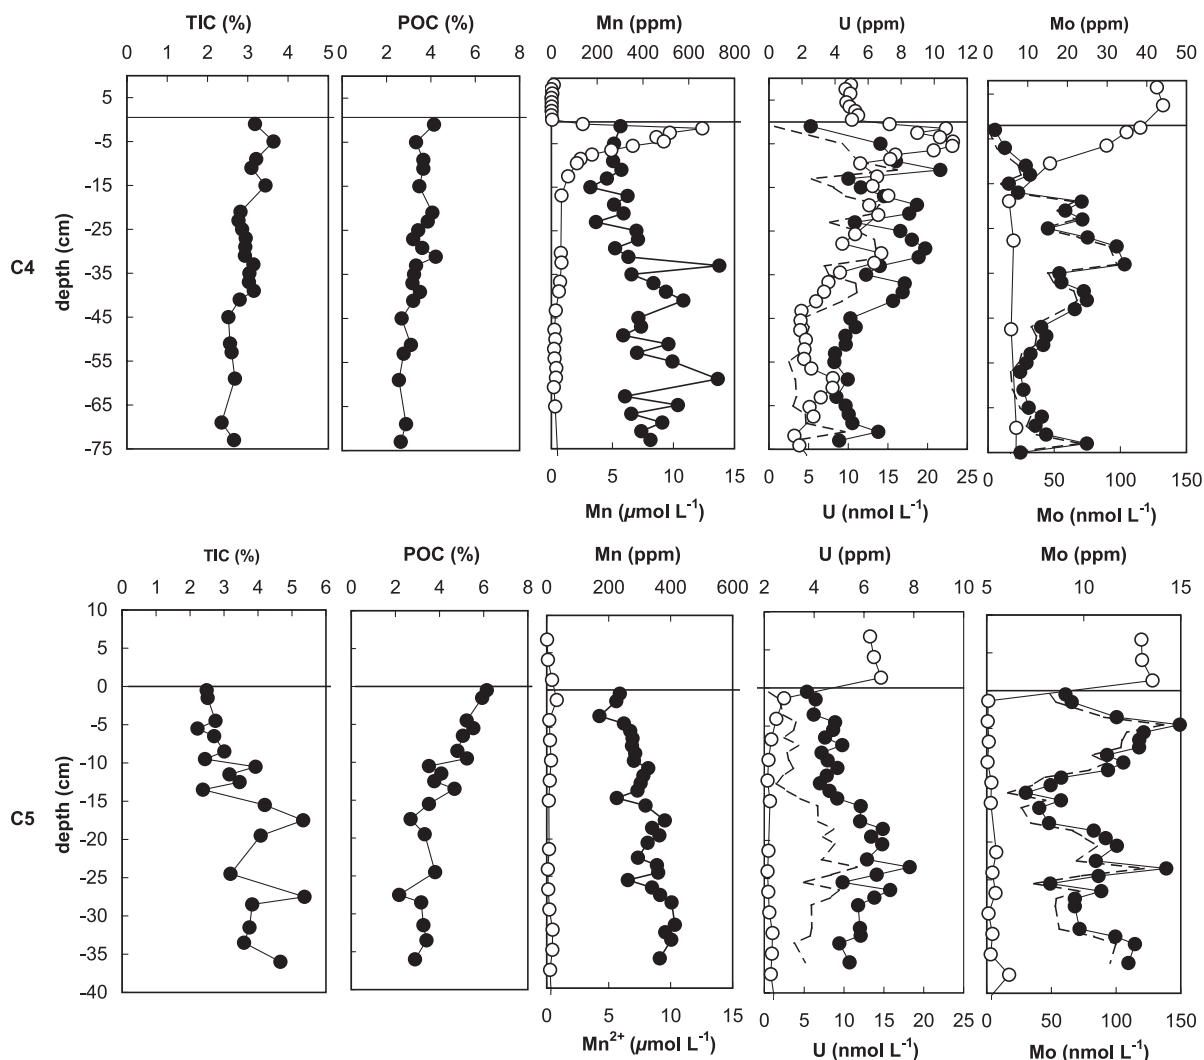 TIC (%) POC (%) Mn (ppm) U (ppm) Mo (ppm)
0 1 2 3 4 5 0 2 4 6 8 0 200 400 600 800 0 2 4 6 8 10 12 0 10 20 30 40 50
5
-5
-15
-25
C4 depth (cm)
-35
-45
-55
-65
-75
0 5 10 15 0 5 10 15 20 25 0 50 100 150
Mn (µmol L⁻¹) U (nmol L⁻¹) Mo (nmol L⁻¹)
TIC (%) POC (%) Mn (ppm) U (ppm) Mo (ppm)
0 1 2 3 4 5 6 0 2 4 6 8 0 200 400 600 2 4 6 8 10 5 10 15
10
5
0
-5
-10
-15
C5 depth (cm)
-20
-25
-30
-35
-40
0 5 10 15 0 5 10 15 20 25 0 50 100 150
Mn²⁺ (µmol L⁻¹) U (nmol L⁻¹) Mo (nmol L⁻¹)